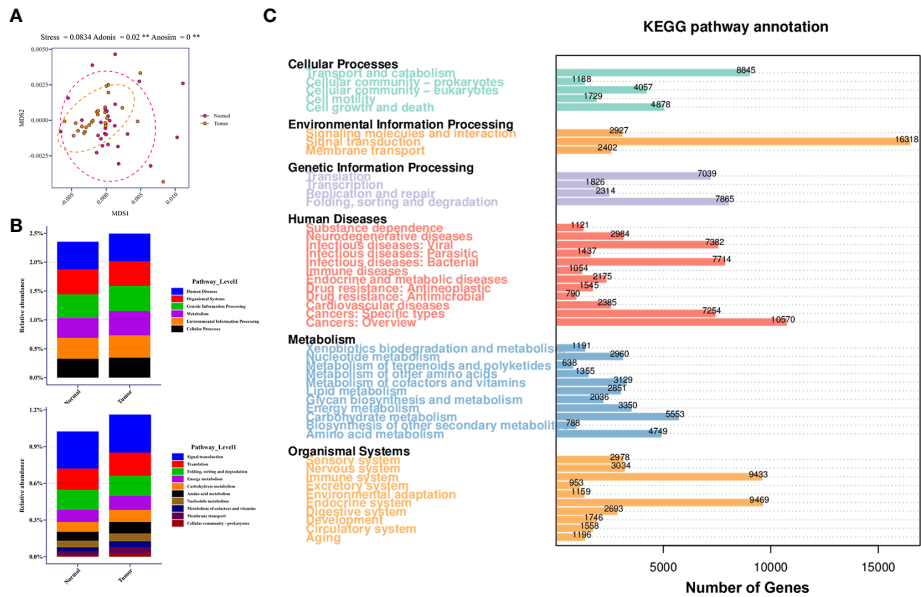 A
Stress = 0.0834 Adonis = 0.02 ** Anosim = 0 **
0.0050
0.0025
0.0000
-0.0025
MDS2
-0.005
0.000
0.005
0.010
MDS1
Normal
Tumor
B
2.5%
2.0%
1.5%
1.0%
0.5%
0.0%
Relative abundance
Normal
Tumor
Pathway_Level1
Human Diseases
Organismal Systems
Genetic Information Processing
Metabolism
Environmental Information Processing
Cellular Processes
1.2%
0.9%
0.6%
0.3%
0.0%
Relative abundance
Normal
Tumor
Pathway_Level1
Signal transduction
Translation
Folding, sorting and degradation
Energy metabolism
Carbohydrate metabolism
Amino acid metabolism
Nucleotide metabolism
Metabolism of cofactors and vitamins
Membrane transport
Cellular community - prokaryotes
C
KEGG pathway annotation
Cellular Processes
Transport and catabolism 8845
Cellular community − prokaryotes 1188
Cellular community − eukaryotes 4057
Cell motility 1729
Cell growth and death 4878
Environmental Information Processing
Signaling molecules and interaction 2927
Signal transduction 16318
Membrane transport 2402
Genetic Information Processing
Translation 7039
Transcription 1826
Replication and repair 2314
Folding, sorting and degradation 7865
Human Diseases
Substance dependence 1121
Neurodegenerative diseases 2984
Infectious diseases: Viral 7382
Infectious diseases: Parasitic 1437
Infectious diseases: Bacterial 7714
Immune diseases 1054
Endocrine and metabolic diseases 2175
Drug resistance: Antineoplastic 1545
Drug resistance: Antimicrobial 790
Cardiovascular diseases 2385
Cancers: Specific types 7254
Cancers: Overview 10570
Metabolism
Xenobiotics biodegradation and metabolism 1191
Nucleotide metabolism 2960
Metabolism of terpenoids and polyketides 638
Metabolism of other amino acids 1355
Metabolism of cofactors and vitamins 3129
Lipid metabolism 2851
Glycan biosynthesis and metabolism 2036
Energy metabolism 3350
Carbohydrate metabolism 5553
Biosynthesis of other secondary metabolites 788
Amino acid metabolism 4749
Organismal Systems
Sensory system 2978
Nervous system 3034
Immune system 9433
Excretory system 953
Environmental adaptation 1159
Endocrine system 9469
Digestive system 2693
Development 1746
Circulatory system 1558
Aging 1196
5000
10000
15000
Number of Genes